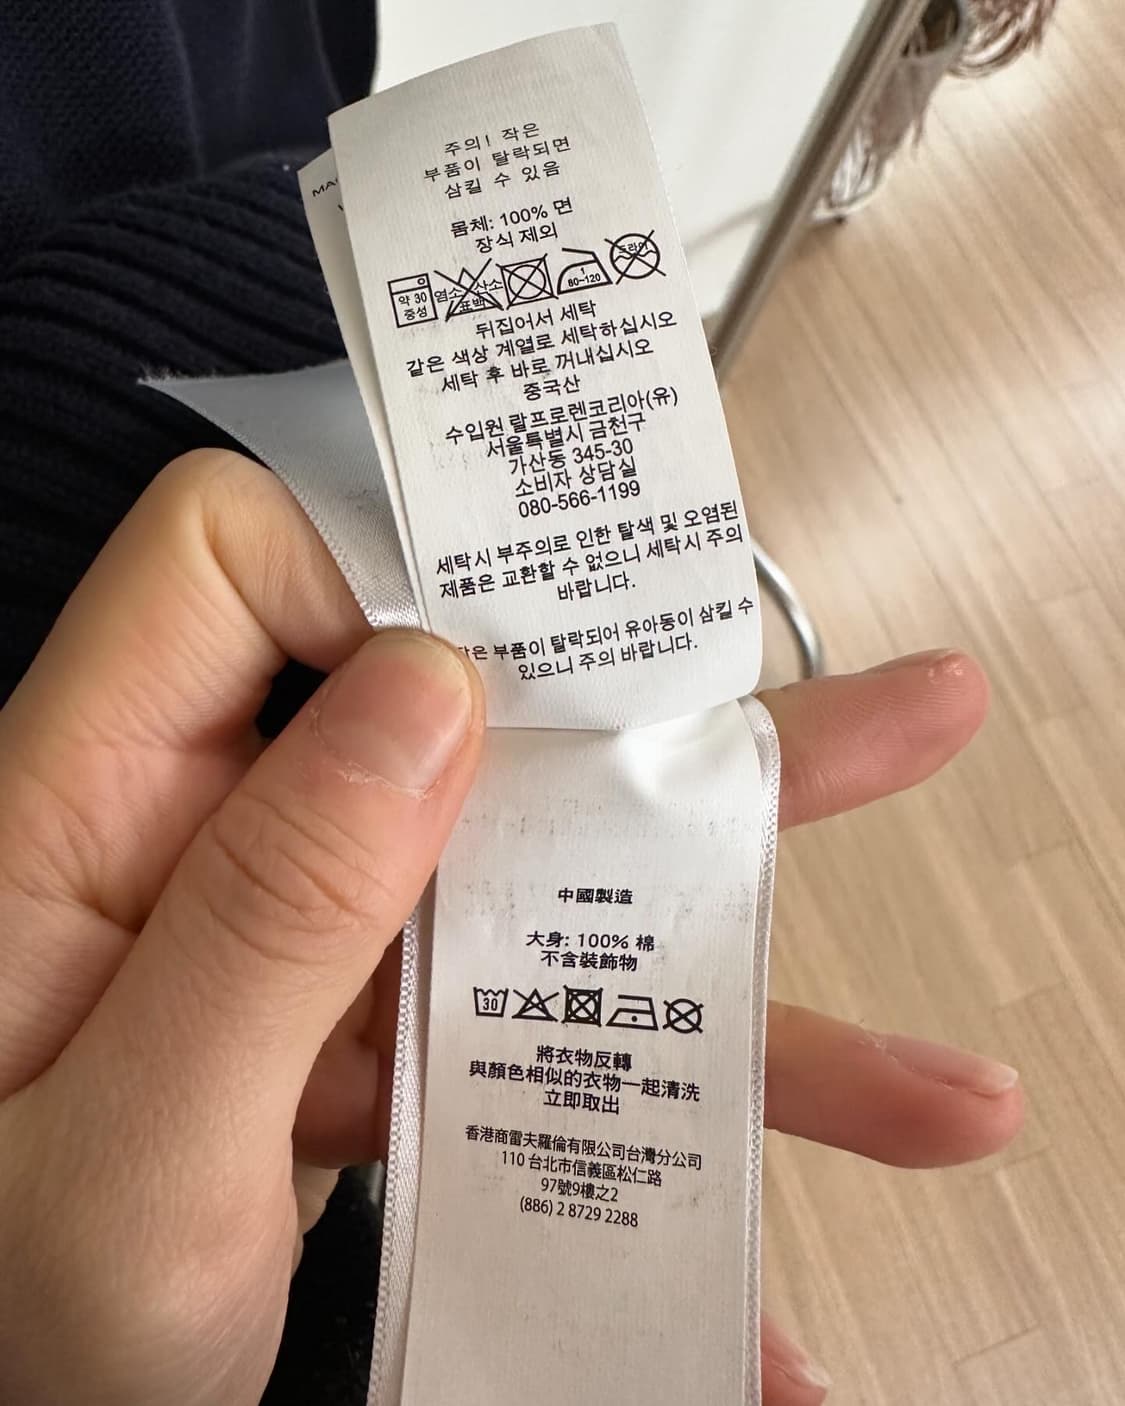 MA
주의! 작은
부품이 탈락되면
삼킬 수 있음
몸체: 100% 면
장식 제외
약 30
중성
염소 산소
표백
1
80~120
드라이
뒤집어서 세탁
같은 색상 계열로 세탁하십시오
세탁 후 바로 꺼내십시오
중국산
수입원 랄프로렌코리아(유)
서울특별시 금천구
가산동 345-30
소비자 상담실
080-566-1199
세탁시 부주의로 인한 탈색 및 오염된
제품은 교환할 수 없으니 세탁시 주의
바랍니다.
작은 부품이 탈락되어 유아동이 삼킬 수
있으니 주의 바랍니다.
中國製造
大身: 100% 棉
不含裝飾物
30
將衣物反轉
與顏色相似的衣物一起清洗
立即取出
香港商雷夫羅倫有限公司台灣分公司
110 台北市信義區松仁路
97號9樓之2
(886) 2 8729 2288